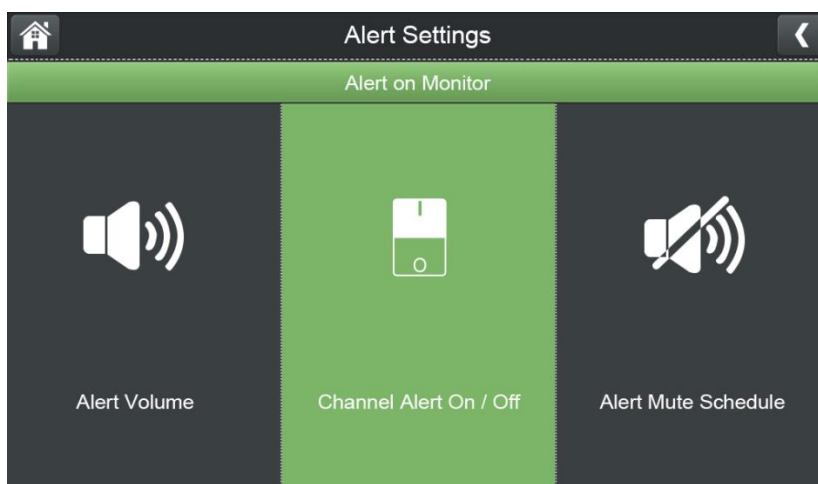 Alert Settings
Alert on Monitor
Alert Volume
Channel Alert On / Off
Alert Mute Schedule